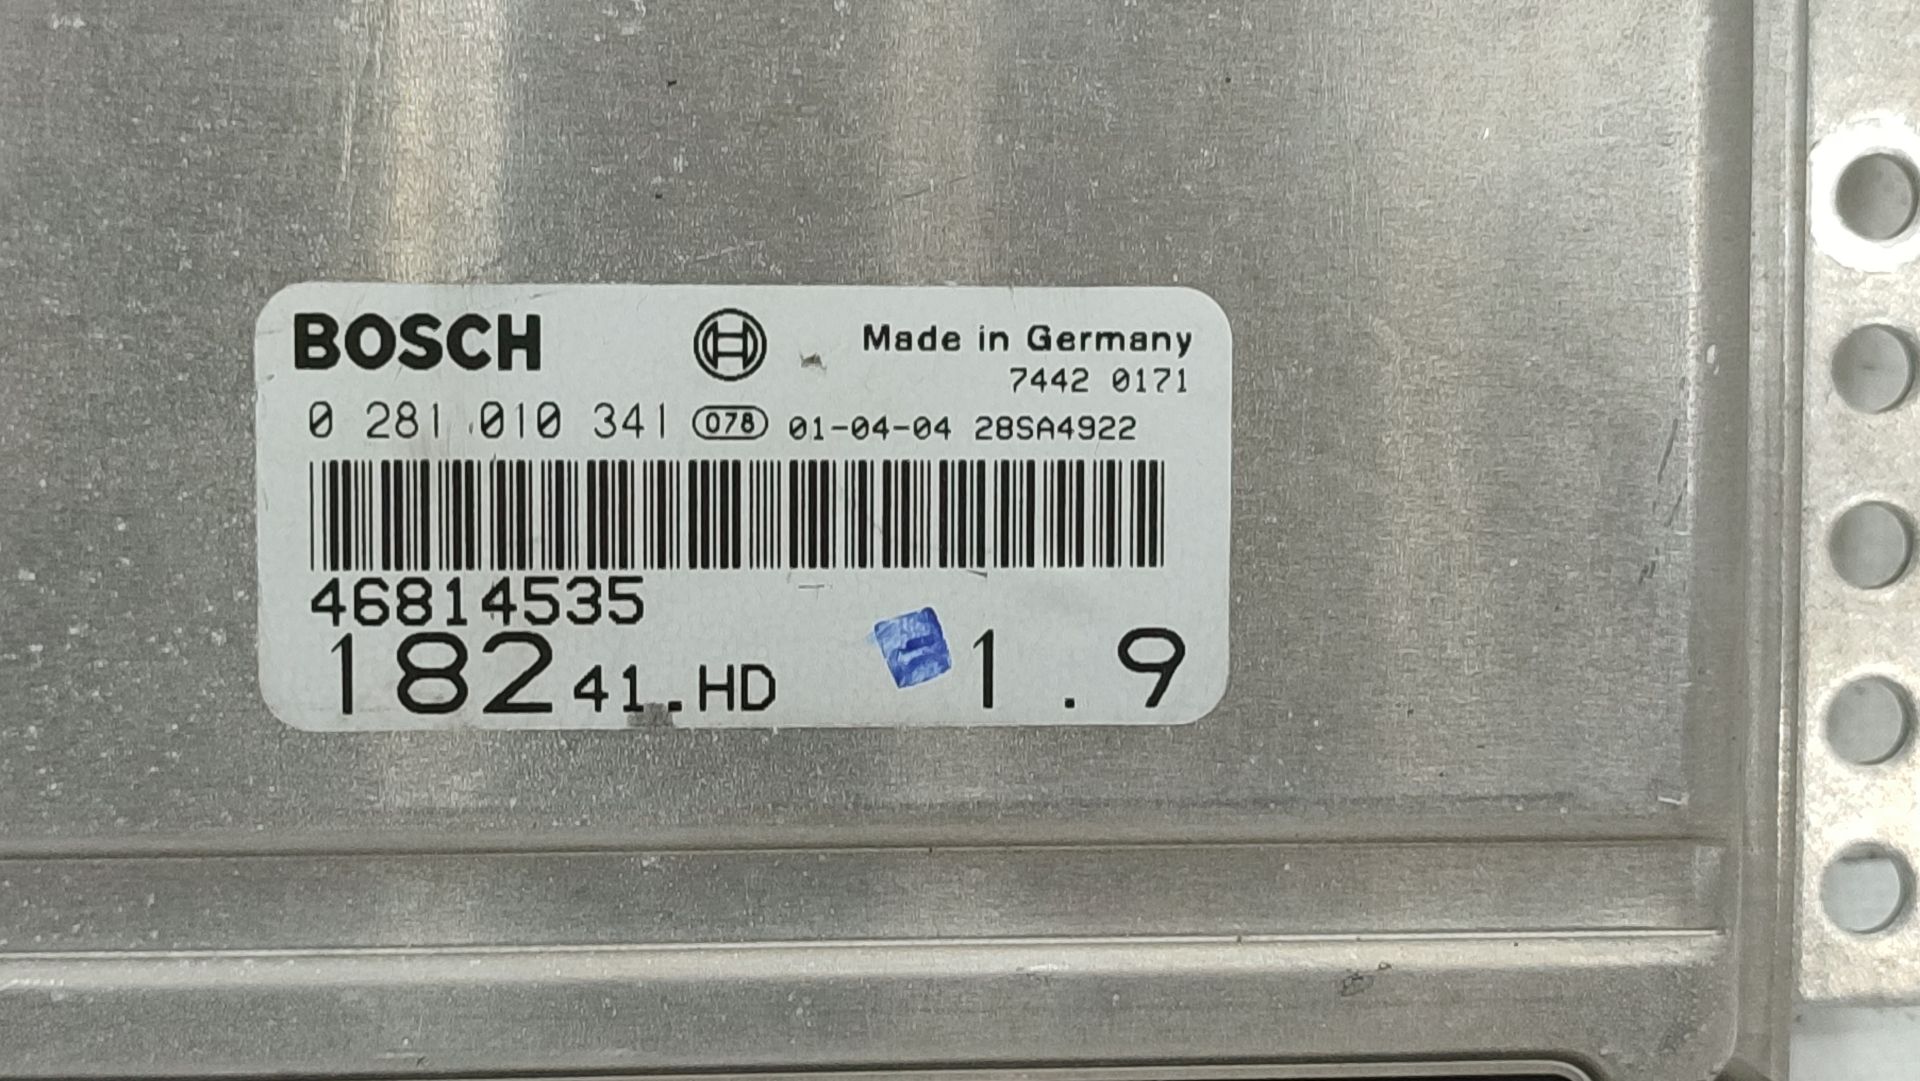 BOSCH Made in Germany
7442 0171
0 281 010 341 078 01-04-04 28SA4922
46814535
182 41.HD 1.9